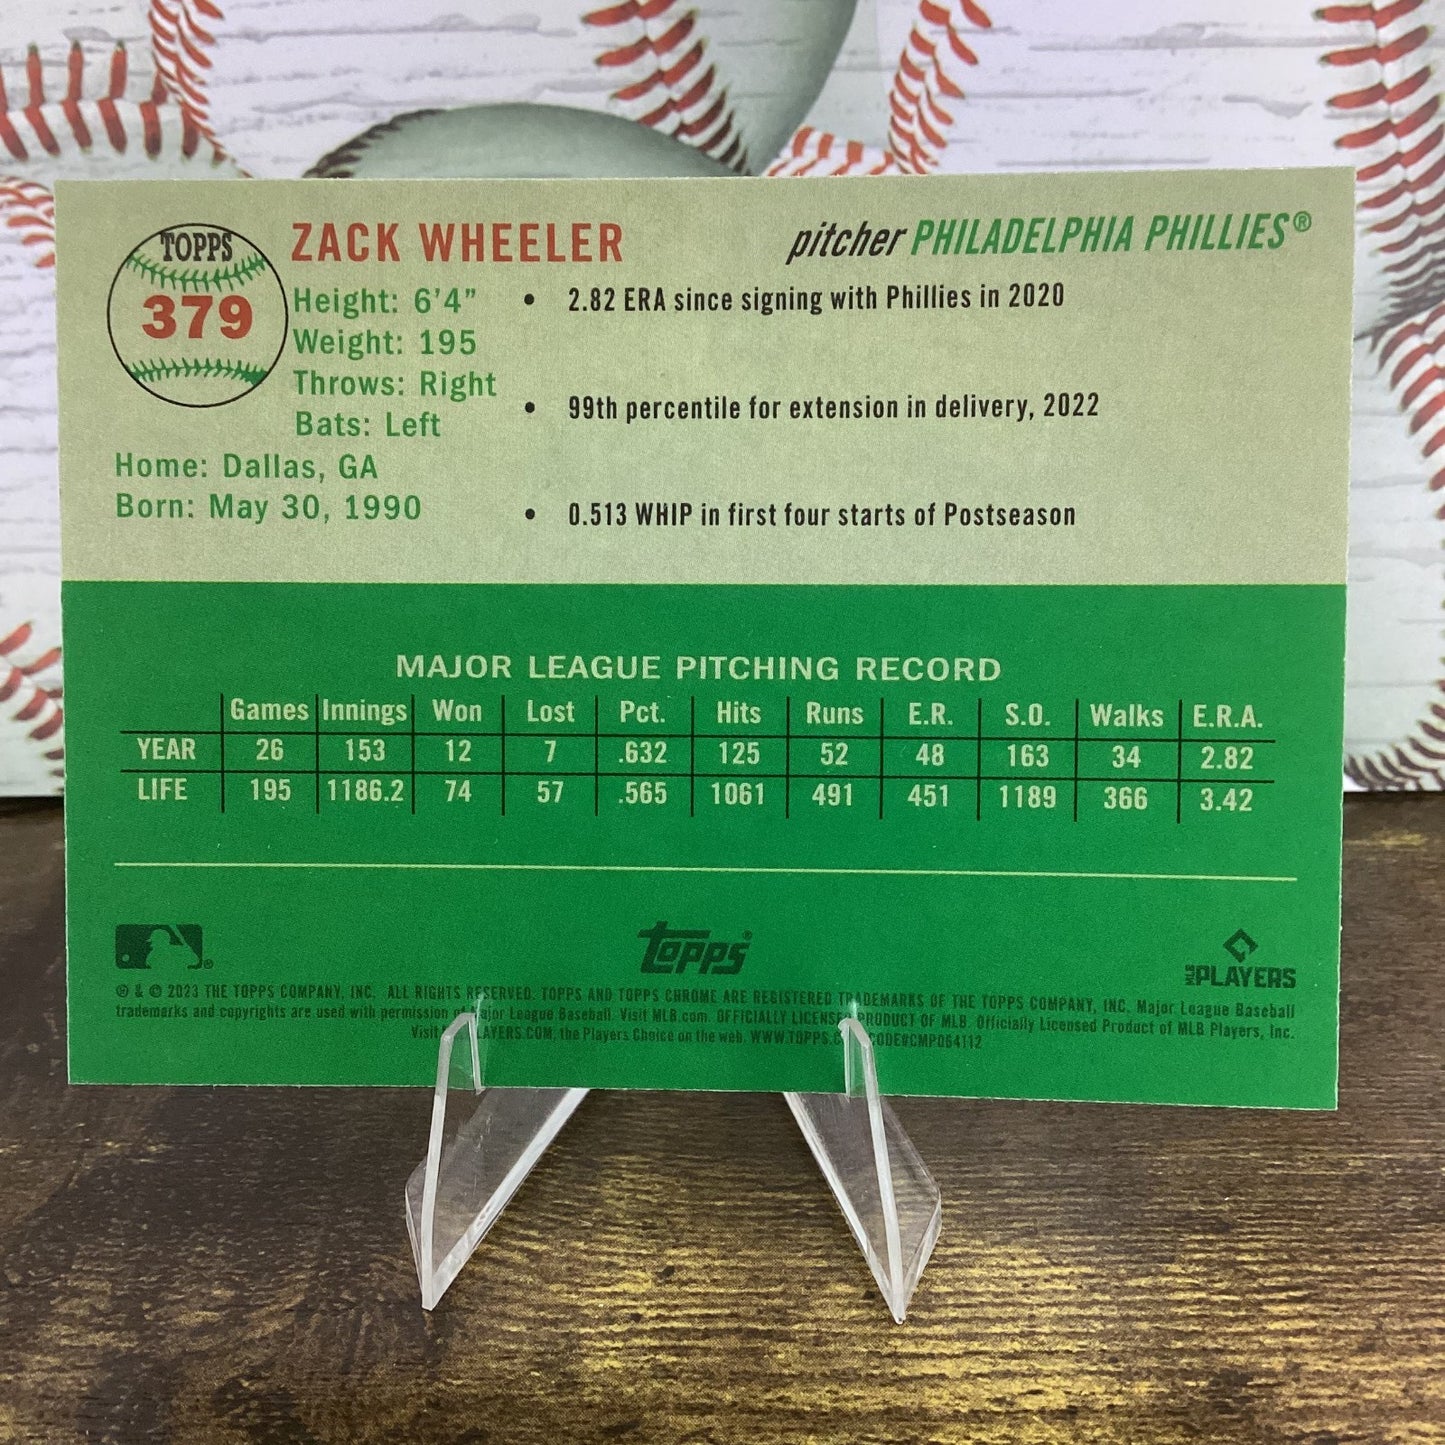 TOPPS
379
ZACK WHEELER
pitcher PHILADELPHIA PHILLIES®
Height: 6'4"
Weight: 195
Throws: Right
Bats: Left
Home: Dallas, GA
Born: May 30, 1990
• 2.82 ERA since signing with Phillies in 2020
• 99th percentile for extension in delivery, 2022
• 0.513 WHIP in first four starts of Postseason
MAJOR LEAGUE PITCHING RECORD
Games Innings Won Lost Pct. Hits Runs E.R. S.O. Walks E.R.A.
YEAR 26 153 12 7 .632 125 52 48 163 34 2.82
LIFE 195 1186.2 74 57 .565 1061 491 451 1189 366 3.42
topps®
MLB PLAYERS
® & © 2023 THE TOPPS COMPANY, INC. ALL RIGHTS RESERVED. TOPPS AND TOPPS CHROME ARE REGISTERED TRADEMARKS OF THE TOPPS COMPANY, INC. Major League Baseball
trademarks and copyrights are used with permission of Major League Baseball. Visit MLB.com. OFFICIALLY LICENSED PRODUCT OF MLB. Officially Licensed Product of MLB Players, Inc.
Visit the Players Choice on the web. CODE#CMP064112